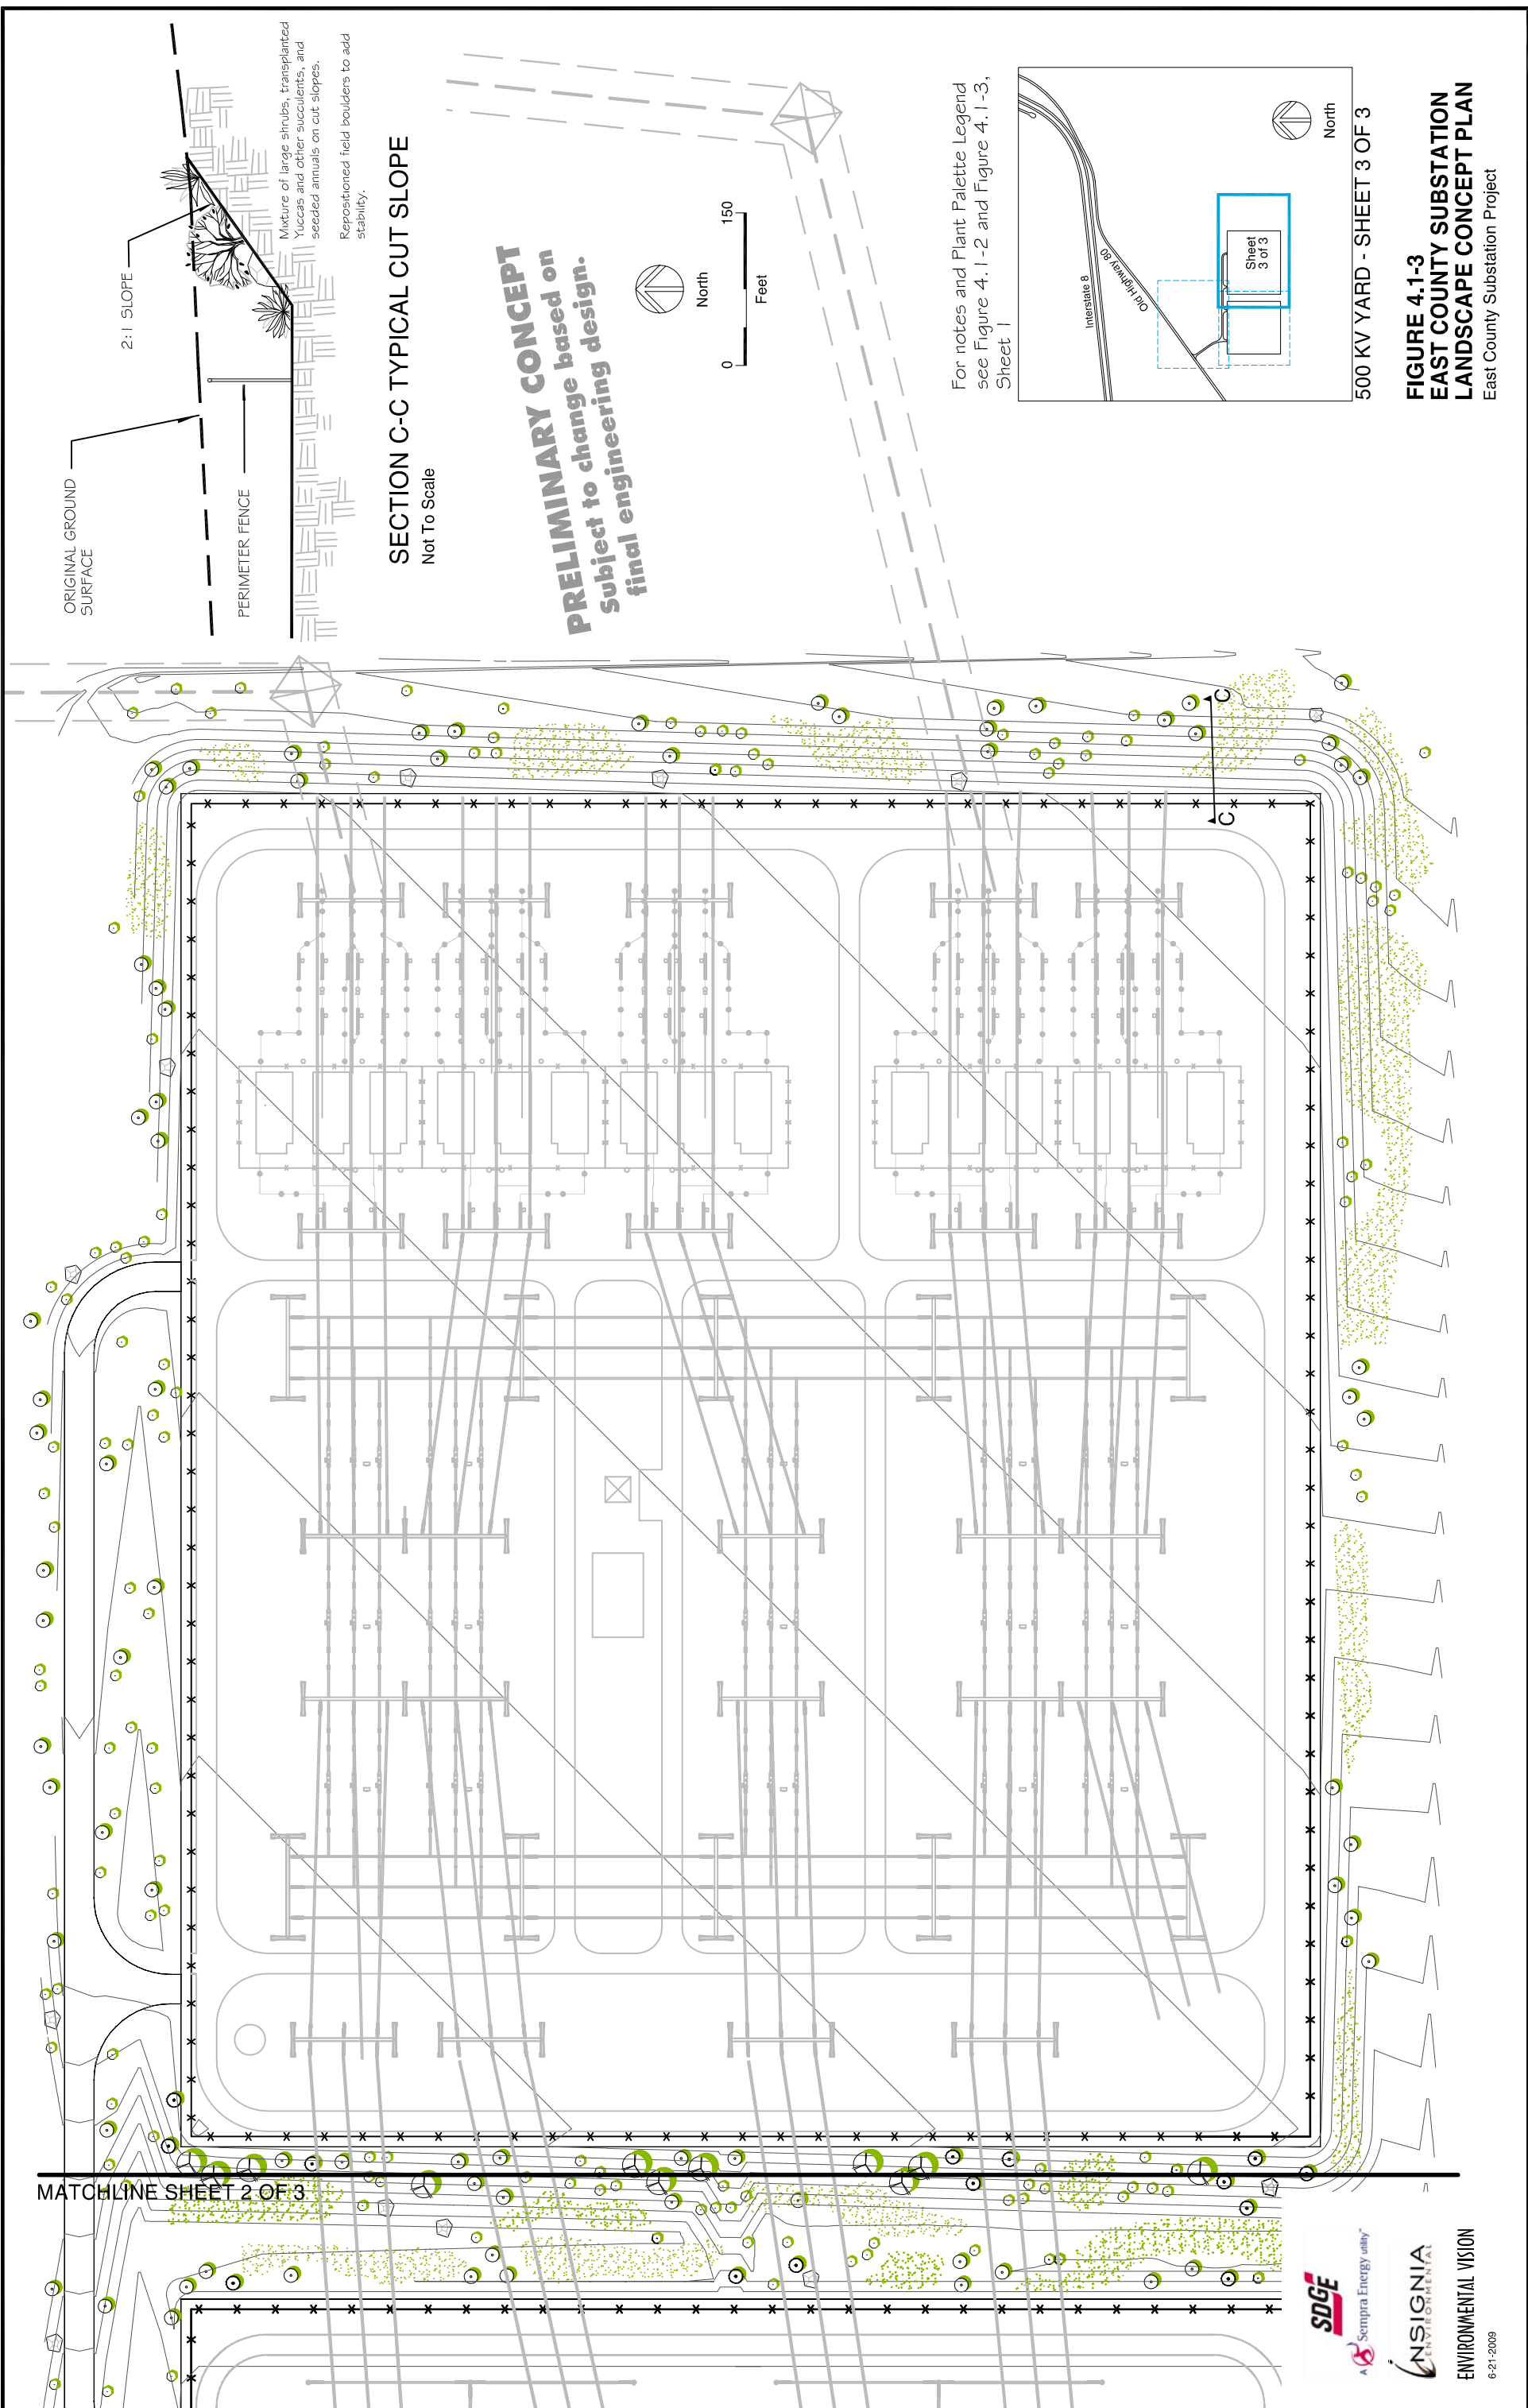 ORIGINAL GROUND
SURFACE
2:1 SLOPE
PERIMETER FENCE
Mixture of large shrubs, transplanted
Yuccas and other succulents, and
seeded annuals on cut slopes.
Repositioned field boulders to add
stability.
SECTION C-C TYPICAL CUT SLOPE
Not To Scale
PRELIMINARY CONCEPT
Subject to change based on
final engineering design.
North
0
150
Feet
For notes and Plant Palette Legend
see Figure 4.1-2 and Figure 4.1-3,
Sheet 1
Interstate 8
Old Highway 80
Sheet
3 of 3
North
500 KV YARD - SHEET 3 OF 3
FIGURE 4.1-3
EAST COUNTY SUBSTATION
LANDSCAPE CONCEPT PLAN
East County Substation Project
C
C
MATCHLINE SHEET 2 OF 3
SDGE
A Sempra Energy utility®
INSIGNIA
ENVIRONMENTAL
ENVIRONMENTAL VISION
6-21-2009